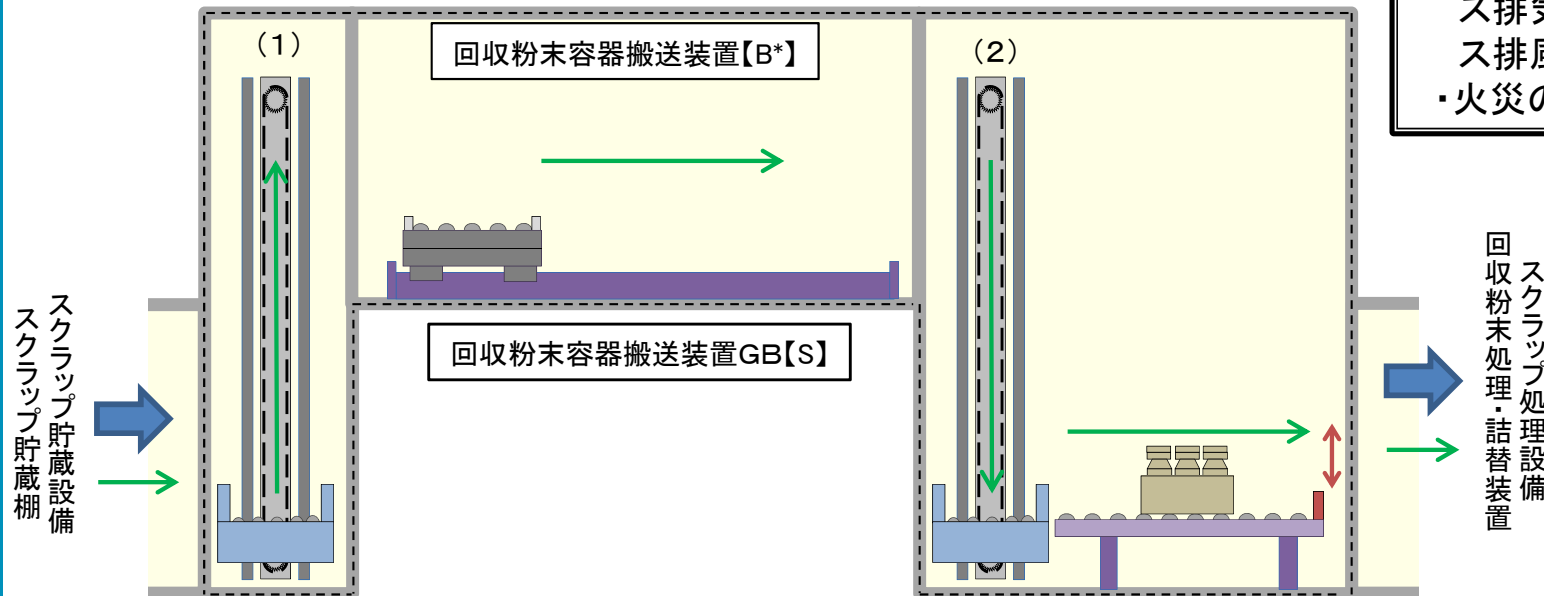 ス排
ス排
・火災の
(1)
回収粉末容器搬送装置【B*】
(2)
回収粉末容器搬送装置GB【S】
スクラップ貯蔵設備
スクラップ貯蔵棚
スクラップ処理設備
回収粉末処理・詰替装置